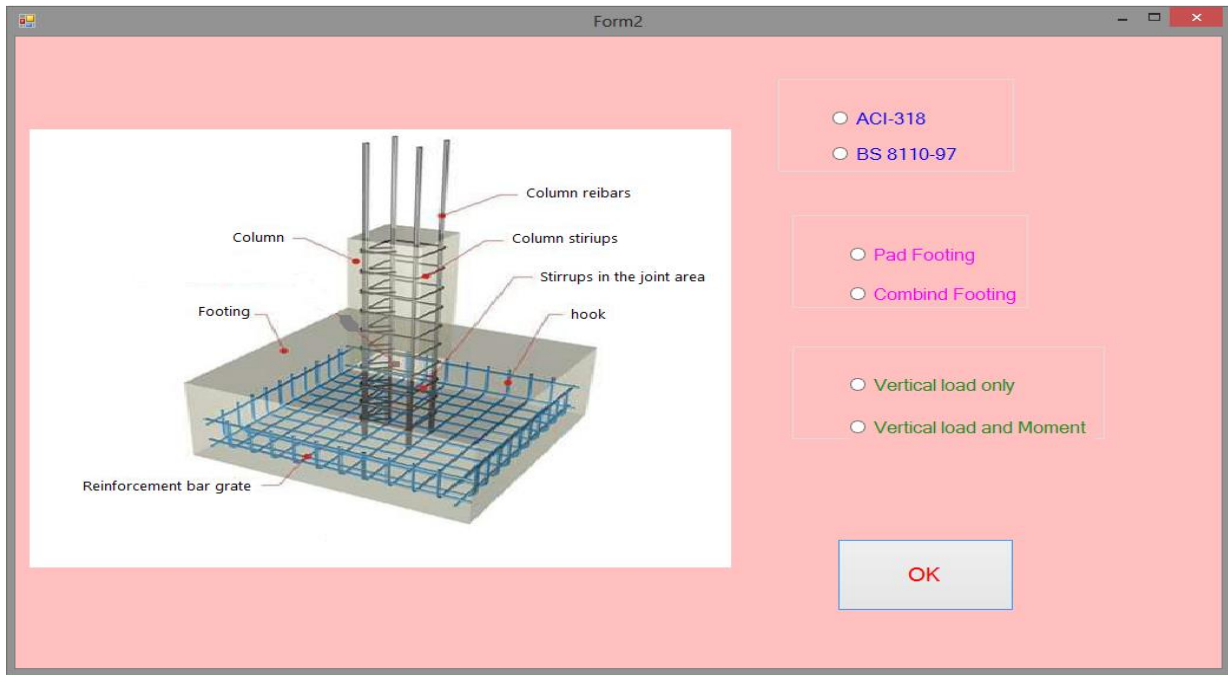 Form2
Column reibars
Column
Column stiriups
Stirrups in the joint area
Footing
hook
Reinforcement bar grate
ACI-318
BS 8110-97
Pad Footing
Combind Footing
Vertical load only
Vertical load and Moment
OK